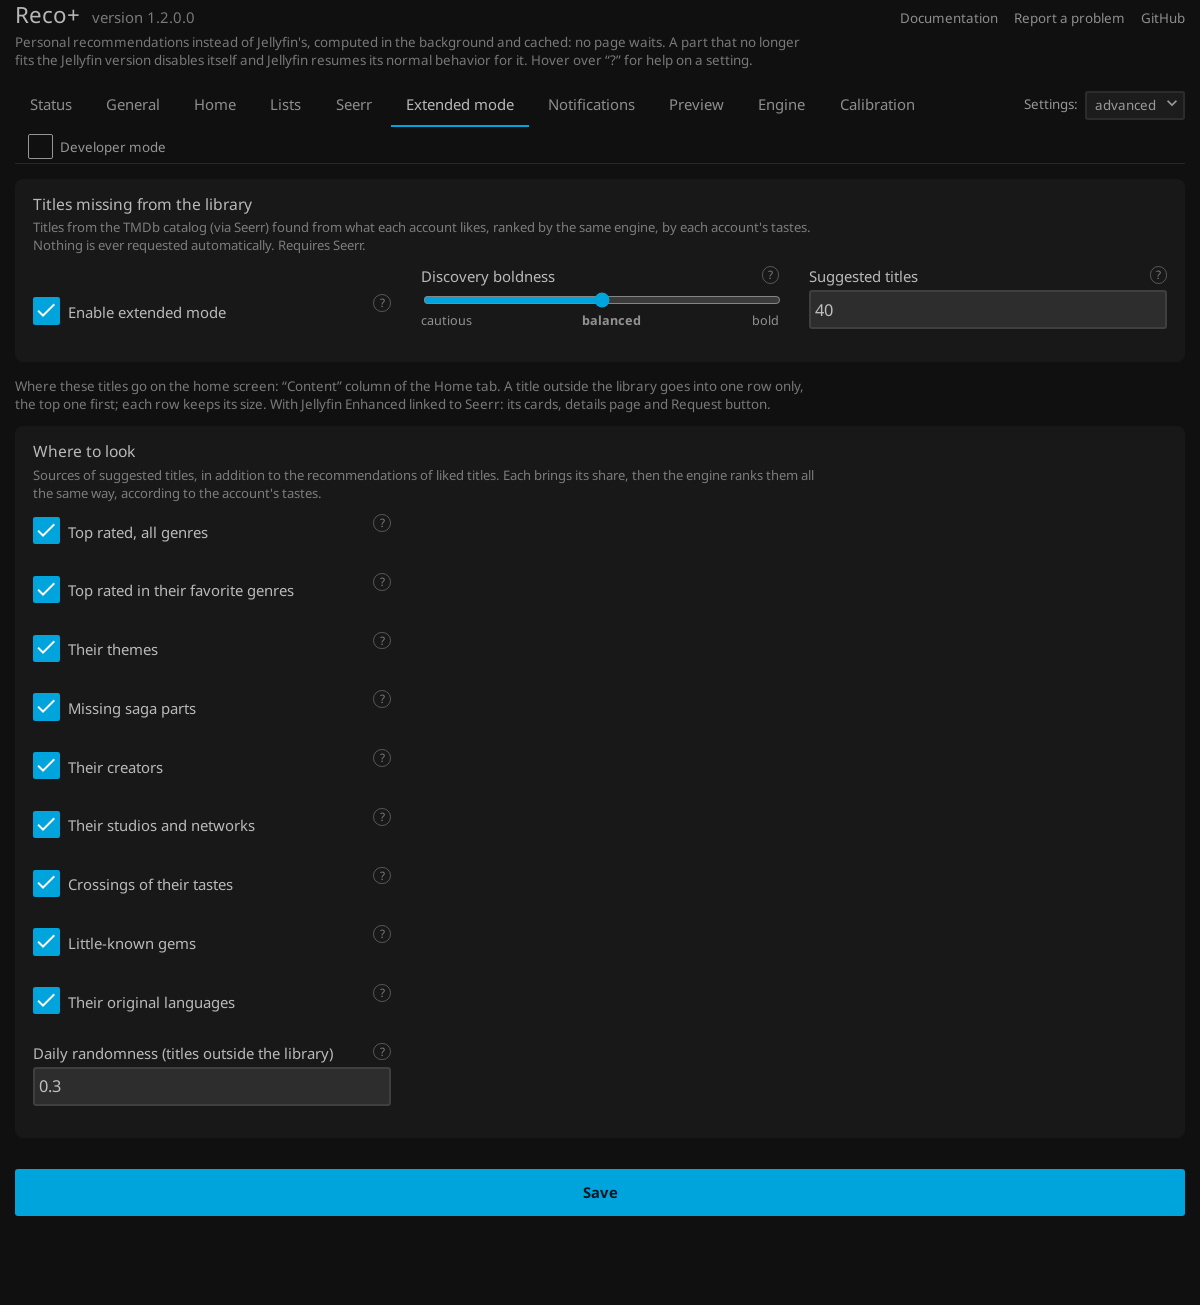 Reco+ version 1.2.0.0
Documentation Report a problem GitHub
Personal recommendations instead of Jellyfin's, computed in the background and cached: no page waits. A part that no longer
fits the Jellyfin version disables itself and Jellyfin resumes its normal behavior for it. Hover over “?” for help on a setting.
Status General Home Lists Seerr Extended mode Notifications Preview Engine Calibration
Settings: advanced
Developer mode
Titles missing from the library
Titles from the TMDb catalog (via Seerr) found from what each account likes, ranked by the same engine, by each account's tastes.
Nothing is ever requested automatically. Requires Seerr.
Enable extended mode ?
Discovery boldness ?
cautious balanced bold
Suggested titles ?
40
Where these titles go on the home screen: “Content” column of the Home tab. A title outside the library goes into one row only,
the top one first; each row keeps its size. With Jellyfin Enhanced linked to Seerr: its cards, details page and Request button.
Where to look
Sources of suggested titles, in addition to the recommendations of liked titles. Each brings its share, then the engine ranks them all
the same way, according to the account's tastes.
Top rated, all genres ?
Top rated in their favorite genres ?
Their themes ?
Missing saga parts ?
Their creators ?
Their studios and networks ?
Crossings of their tastes ?
Little-known gems ?
Their original languages ?
Daily randomness (titles outside the library) ?
0.3
Save